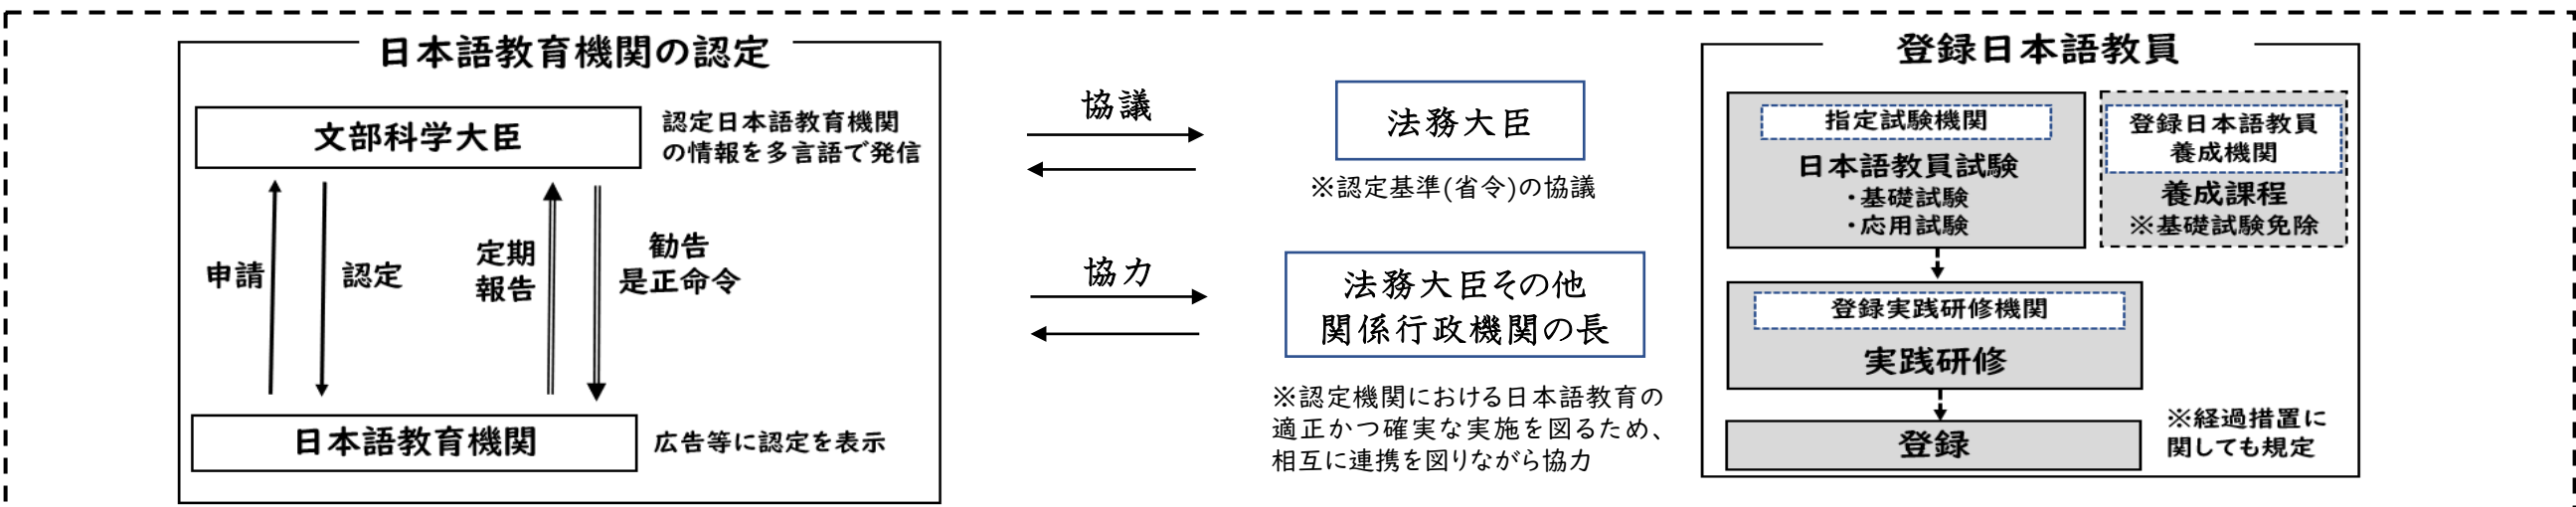 日本語教育機関の認定
文部科学大臣
認定日本語教育機関
の情報を多言語で発信
申請
認定
定期
報告
勧告
是正命令
日本語教育機関
広告等に認定を表示
協議
法務大臣
※認定基準(省令)の協議
協力
法務大臣その他
関係行政機関の長
※認定機関における日本語教育の
適正かつ確実な実施を図るため、
相互に連携を図りながら協力
登録日本語教員
指定試験機関
日本語教員試験
・基礎試験
・応用試験
登録日本語教員
養成機関
養成課程
※基礎試験免除
登録実践研修機関
実践研修
登録
※経過措置に
関しても規定